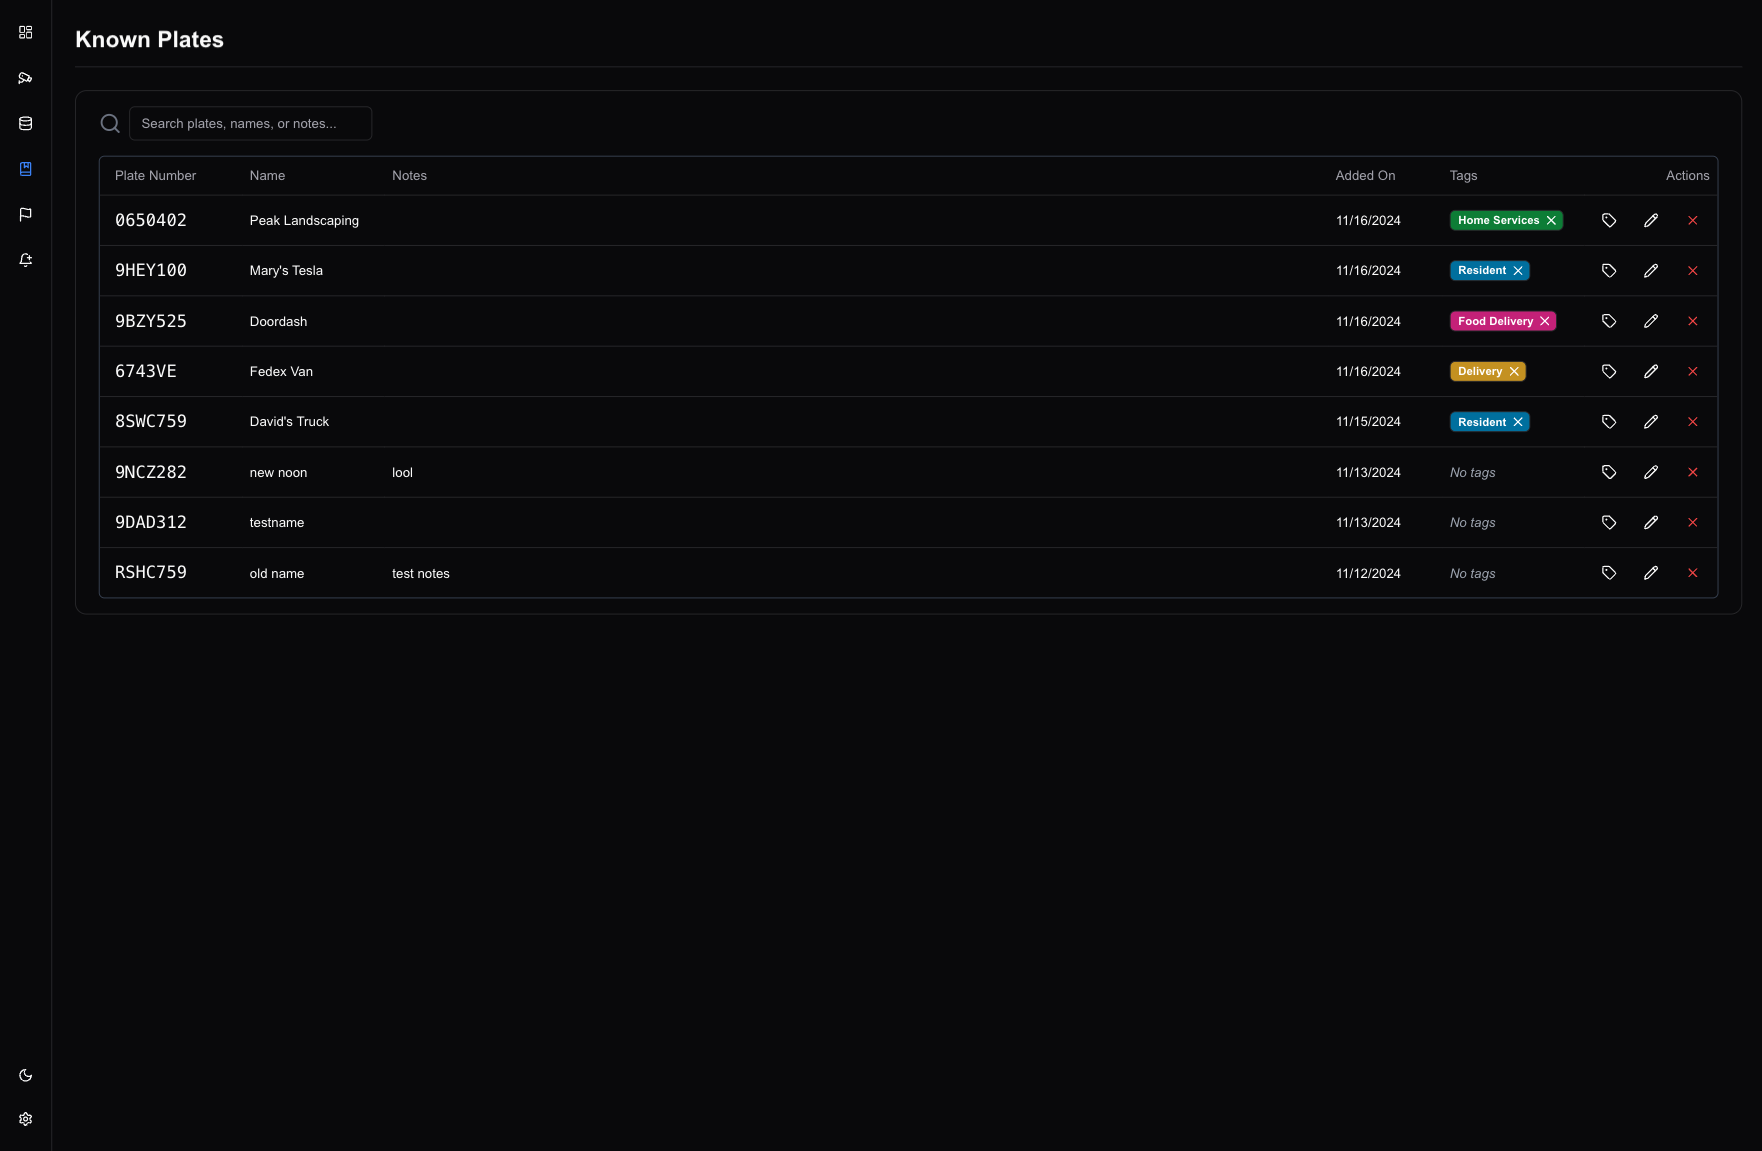 Known Plates
Search plates, names, or notes...
Plate Number Name Notes Added On Tags Actions
0650402 Peak Landscaping 11/16/2024 Home Services
9HEY100 Mary's Tesla 11/16/2024 Resident
9BZY525 Doordash 11/16/2024 Food Delivery
6743VE Fedex Van 11/16/2024 Delivery
8SWC759 David's Truck 11/15/2024 Resident
9NCZ282 new noon lool 11/13/2024 No tags
9DAD312 testname 11/13/2024 No tags
RSHC759 old name test notes 11/12/2024 No tags